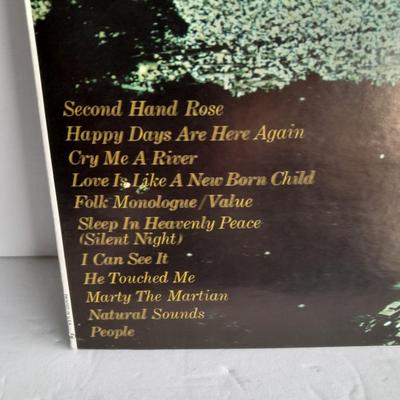 Second Hand Rose
Happy Days Are Here Again
Cry Me A River
Love Is Like A New Born Child
Folk Monologue/Value
Sleep In Heavenly Peace
(Silent Night)
I Can See It
He Touched Me
Marty The Martian
Natural Sounds
People